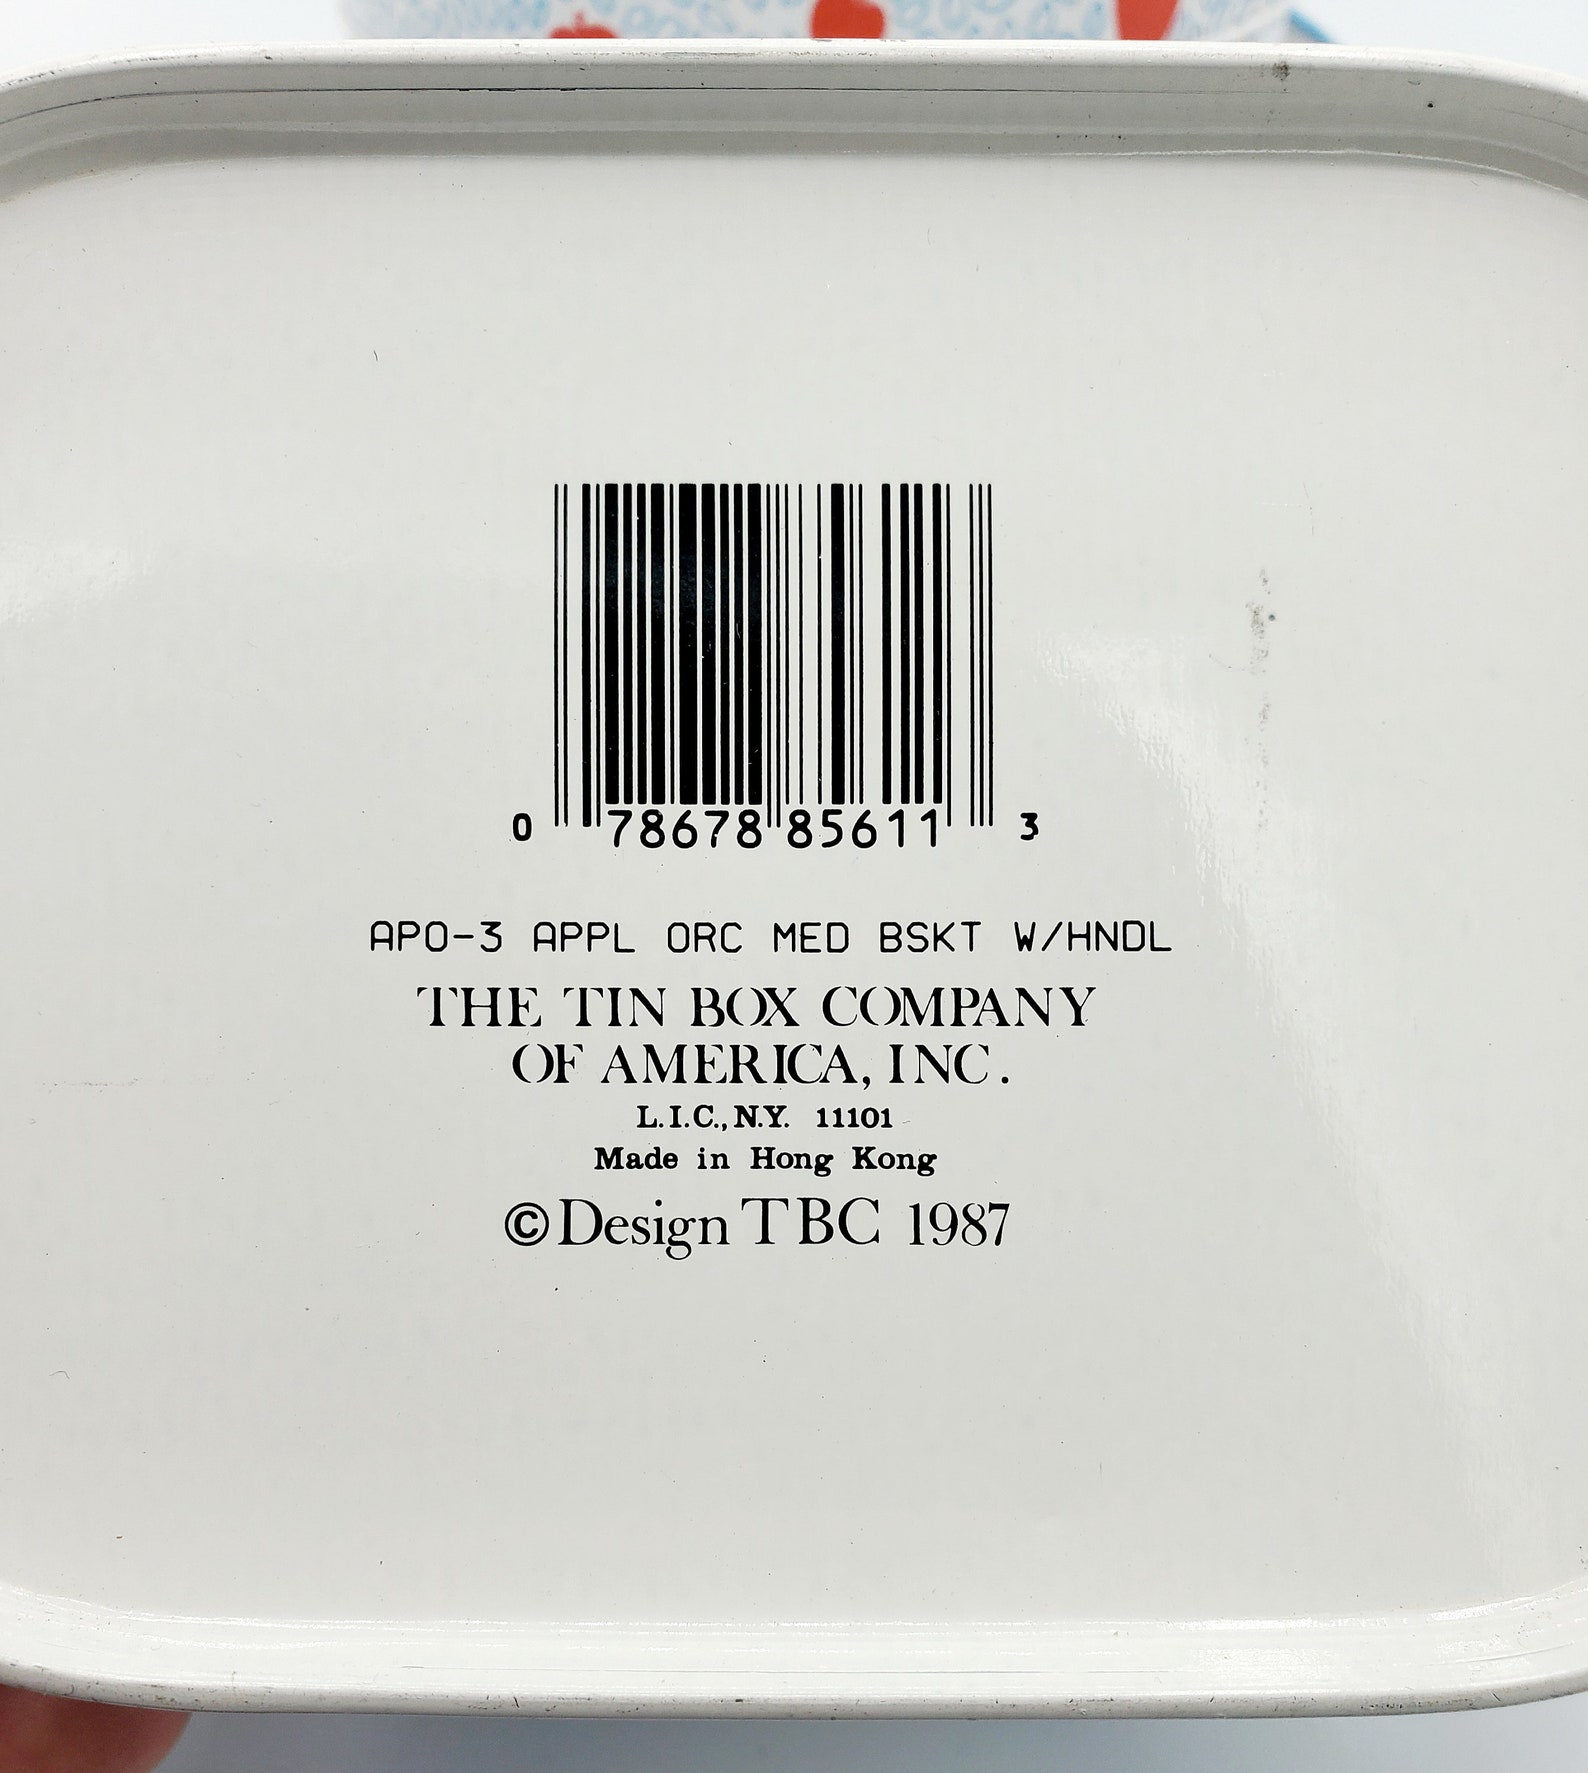 0 78678 85611 3
APO-3 APPL ORC MED BSKT W/HNDL
THE TIN BOX COMPANY
OF AMERICA, INC.
L.I.C., N.Y. 11101
Made in Hong Kong
©Design TBC 1987